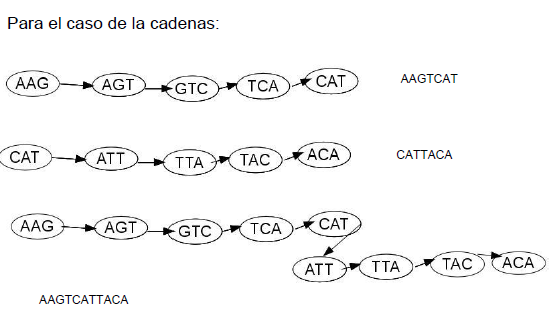 Para el caso de la cadenas:
AAG AGT GTC TCA CAT AAGTCAT
CAT ATT TTA TAC ACA CATTACA
AAG AGT GTC TCA CAT
ATT TTA TAC ACA
AAGTCATTACA